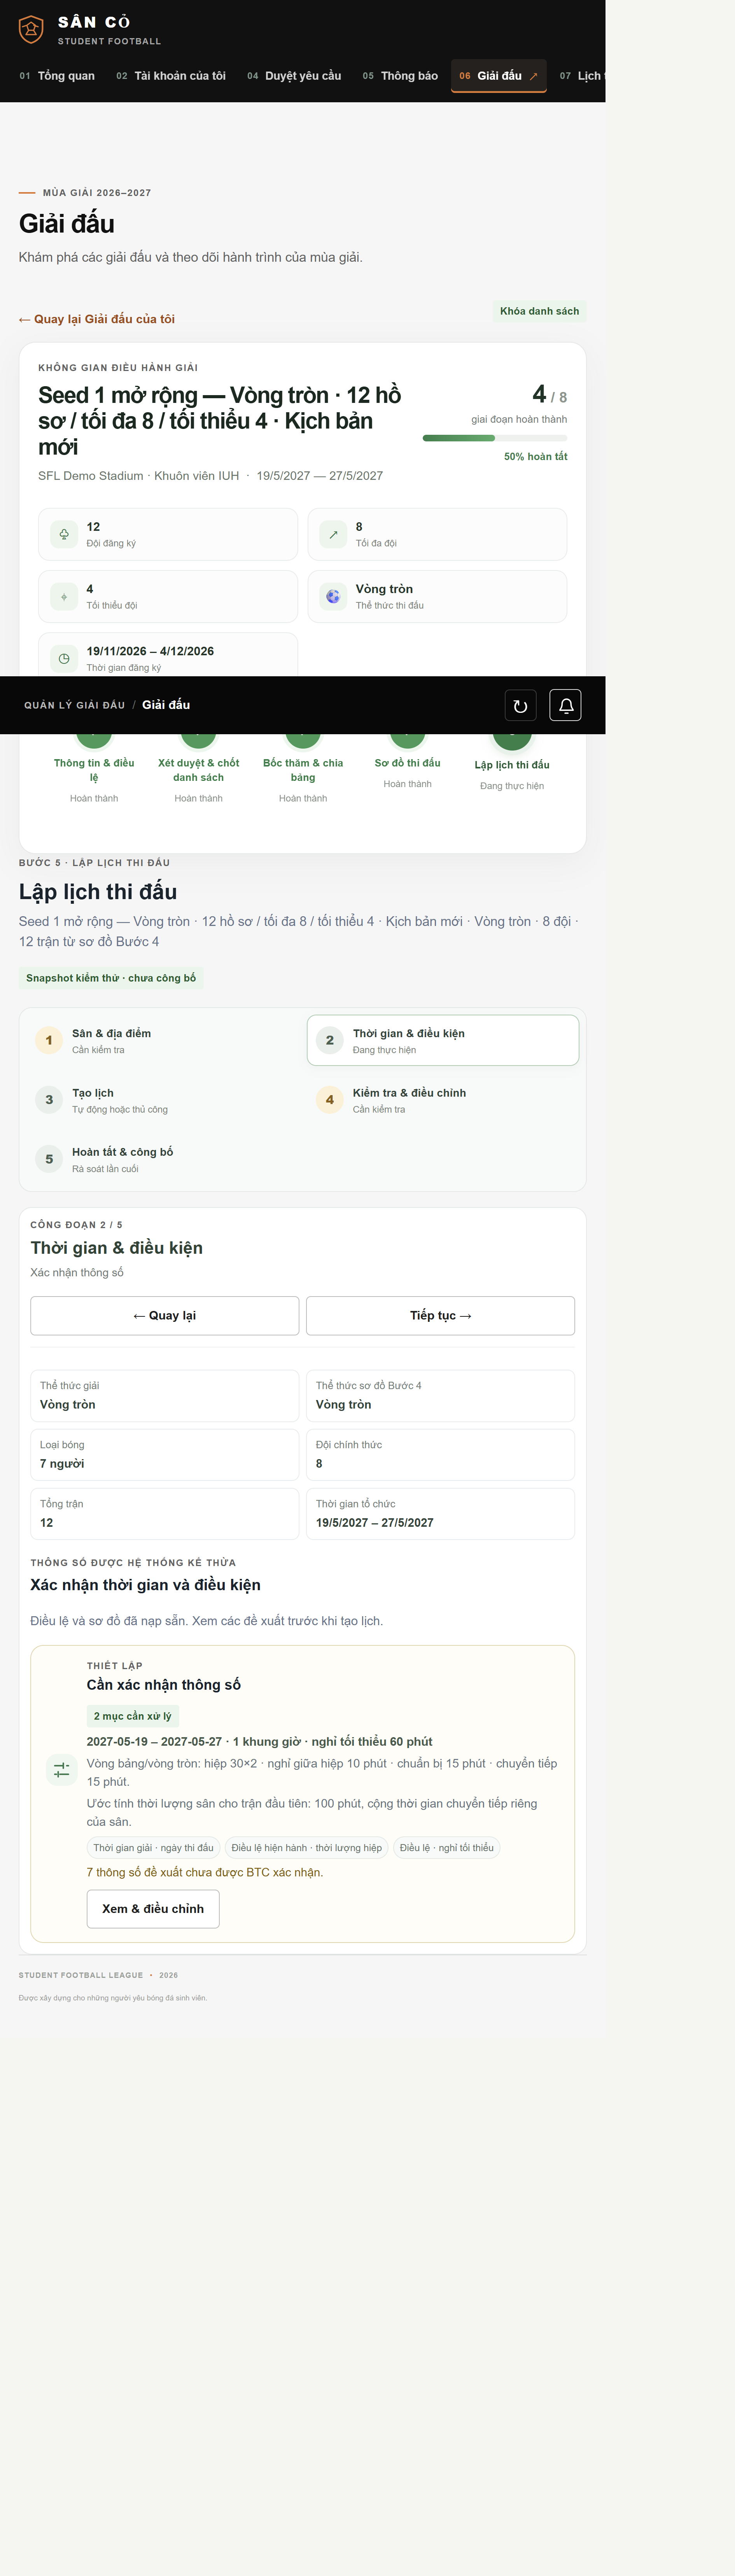 SÂN CỎ
STUDENT FOOTBALL
01 Tổng quan 02 Tài khoản của tôi 04 Duyệt yêu cầu 05 Thông báo 06 Giải đấu ↗ 07 Lịch
MÙA GIẢI 2026–2027
Giải đấu
Khám phá các giải đấu và theo dõi hành trình của mùa giải.
← Quay lại Giải đấu của tôi
Khóa danh sách
KHÔNG GIAN ĐIỀU HÀNH GIẢI
Seed 1 mở rộng — Vòng tròn · 12 hồ
sơ / tối đa 8 / tối thiểu 4 · Kịch bản
mới
SFL Demo Stadium · Khuôn viên IUH · 19/5/2027 — 27/5/2027
4 / 8
giai đoạn hoàn thành
50% hoàn tất
12
Đội đăng ký
8
Tối đa đội
4
Tối thiểu đội
Vòng tròn
Thể thức thi đấu
19/11/2026 – 4/12/2026
Thời gian đăng ký
QUẢN LÝ GIẢI ĐẤU / Giải đấu
Thông tin & điều
lệ
Hoàn thành
Xét duyệt & chốt
danh sách
Hoàn thành
Bốc thăm & chia
bảng
Hoàn thành
Sơ đồ thi đấu
Hoàn thành
Lập lịch thi đấu
Đang thực hiện
BƯỚC 5 · LẬP LỊCH THI ĐẤU
Lập lịch thi đấu
Seed 1 mở rộng — Vòng tròn · 12 hồ sơ / tối đa 8 / tối thiểu 4 · Kịch bản mới · Vòng tròn · 8 đội ·
12 trận từ sơ đồ Bước 4
Snapshot kiểm thử · chưa công bố
1 Sân & địa điểm
Cần kiểm tra
2 Thời gian & điều kiện
Đang thực hiện
3 Tạo lịch
Tự động hoặc thủ công
4 Kiểm tra & điều chỉnh
Cần kiểm tra
5 Hoàn tất & công bố
Rà soát lần cuối
CÔNG ĐOẠN 2 / 5
Thời gian & điều kiện
Xác nhận thông số
← Quay lại
Tiếp tục →
Thể thức giải
Vòng tròn
Thể thức sơ đồ Bước 4
Vòng tròn
Loại bóng
7 người
Đội chính thức
8
Tổng trận
12
Thời gian tổ chức
19/5/2027 – 27/5/2027
THÔNG SỐ ĐƯỢC HỆ THỐNG KẾ THỪA
Xác nhận thời gian và điều kiện
Điều lệ và sơ đồ đã nạp sẵn. Xem các đề xuất trước khi tạo lịch.
THIẾT LẬP
Cần xác nhận thông số
2 mục cần xử lý
2027-05-19 – 2027-05-27 · 1 khung giờ · nghỉ tối thiểu 60 phút
Vòng bảng/vòng tròn: hiệp 30×2 · nghỉ giữa hiệp 10 phút · chuẩn bị 15 phút · chuyển tiếp
15 phút.
Ước tính thời lượng sân cho trận đầu tiên: 100 phút, cộng thời gian chuyển tiếp riêng
của sân.
Thời gian giải · ngày thi đấu
Điều lệ hiện hành · thời lượng hiệp
Điều lệ · nghỉ tối thiểu
7 thông số đề xuất chưa được BTC xác nhận.
Xem & điều chỉnh
STUDENT FOOTBALL LEAGUE • 2026
Được xây dựng cho những người yêu bóng đá sinh viên.